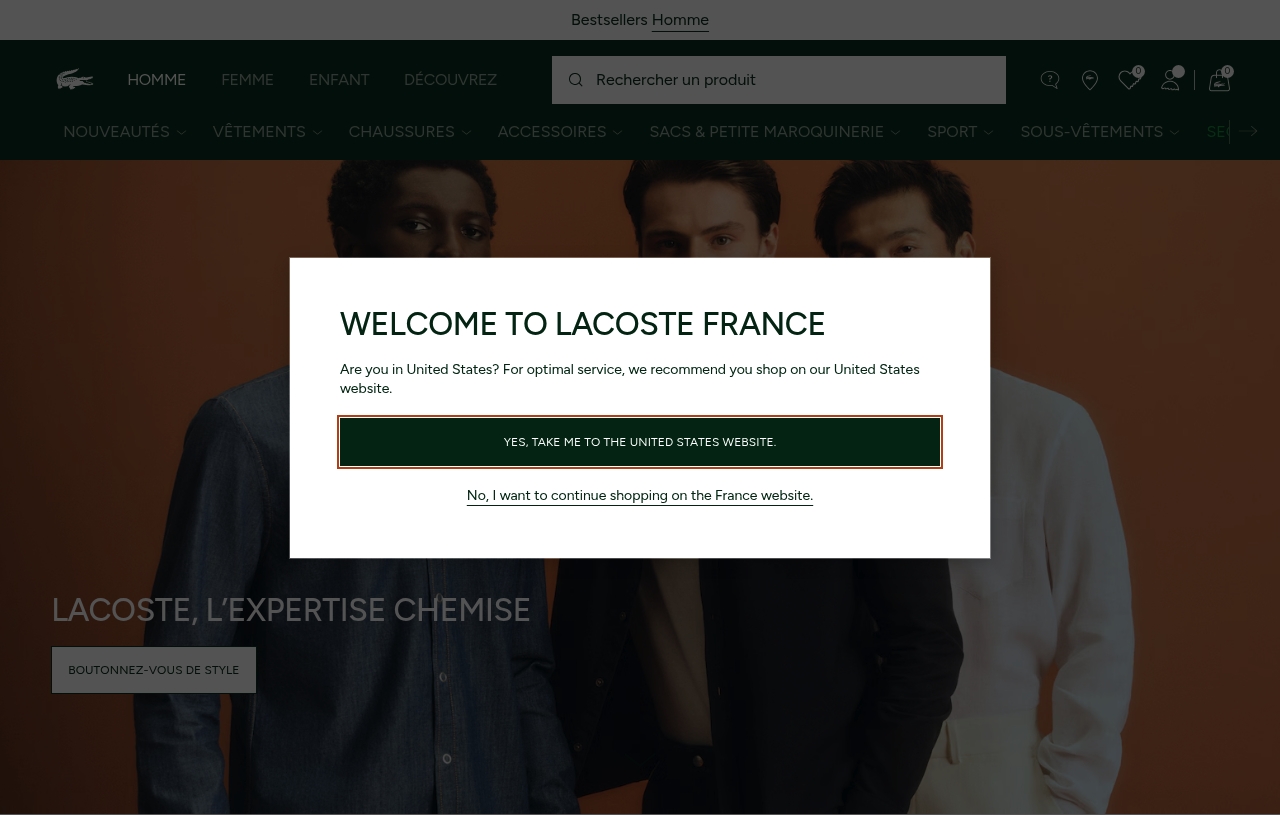 Bestsellers Homme
HOMME
FEMME
ENFANT
DÉCOUVREZ
Rechercher un produit
0
0
NOUVEAUTÉS
VÊTEMENTS
CHAUSSURES
ACCESSOIRES
SACS & PETITE MAROQUINERIE
SPORT
SOUS-VÊTEMENTS
WELCOME TO LACOSTE FRANCE
Are you in United States? For optimal service, we recommend you shop on our United States
website.
YES, TAKE ME TO THE UNITED STATES WEBSITE.
No, I want to continue shopping on the France website.
LACOSTE, L’EXPERTISE CHEMISE
BOUTONNEZ-VOUS DE STYLE